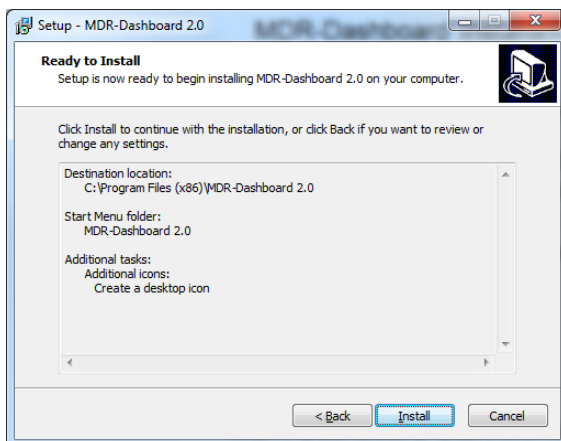 Setup - MDR-Dashboard 2.0
Ready to Install
Setup is now ready to begin installing MDR-Dashboard 2.0 on your computer.
Click Install to continue with the installation, or click Back if you want to review or
change any settings.
Destination location:
C:\Program Files (x86)\MDR-Dashboard 2.0
Start Menu folder:
MDR-Dashboard 2.0
Additional tasks:
Additional icons:
Create a desktop icon
< Back
Install
Cancel